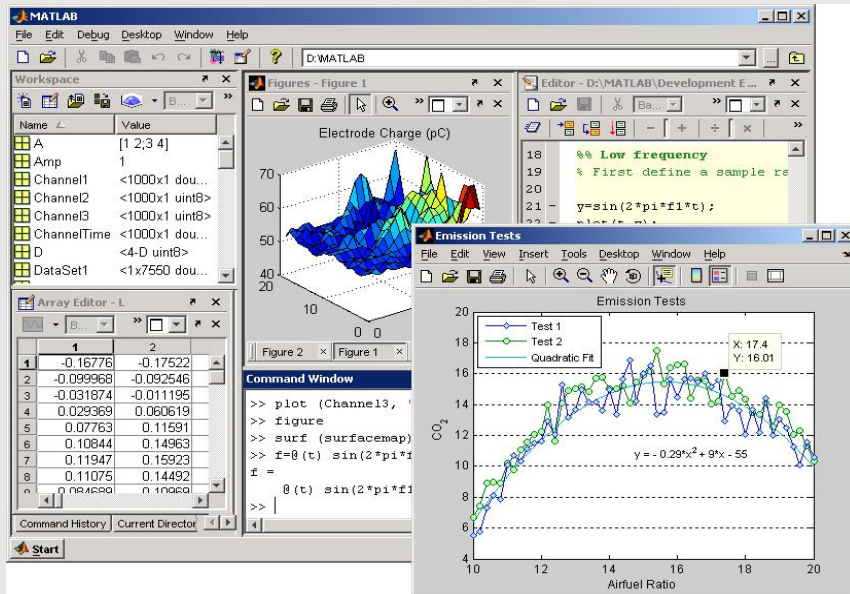 MATLAB
File Edit Debug Desktop Window Help
D:\MATLAB
Workspace
B...
Name Value
A [1 2;3 4]
Amp 1
Channel1 <1000x1 dou...
Channel2 <1000x1 uint8>
Channel3 <1000x1 uint8>
ChannelTime <1000x1 dou...
D <4-D uint8>
DataSet1 <1x7550 dou...
Array Editor - L
B...
1 2
1 -0.16776 -0.17522
2 -0.099968 -0.092546
3 -0.031874 -0.011195
4 0.029369 0.060619
5 0.07763 0.11591
6 0.10844 0.14963
7 0.11947 0.15923
8 0.11075 0.14492
9 0.084689 0.10969
Command History Current Director
Start
Figures - Figure 1
Electrode Charge (pC)
70
60
50
40
20
10
0 0
Figure 2 Figure 1
Command Window
>> plot (Channel3,
>> figure
>> surf (surfacemap)
>> f=@(t) sin(2*pi*f
f =
@(t) sin(2*pi*f1
>>
Editor - D:\MATLAB\Development E...
Ba...
18 %% Low frequency
19 % First define a sample ra
20
21 - y=sin(2*pi*f1*t);
22 -
Emission Tests
File Edit View Insert Tools Desktop Window Help
Emission Tests
Test 1
Test 2
Quadratic Fit
X: 17.4
Y: 16.01
y = - 0.29*x² + 9*x - 55
CO₂
20
18
16
14
12
10
8
6
4
10 12 14 16 18 20
Airfuel Ratio